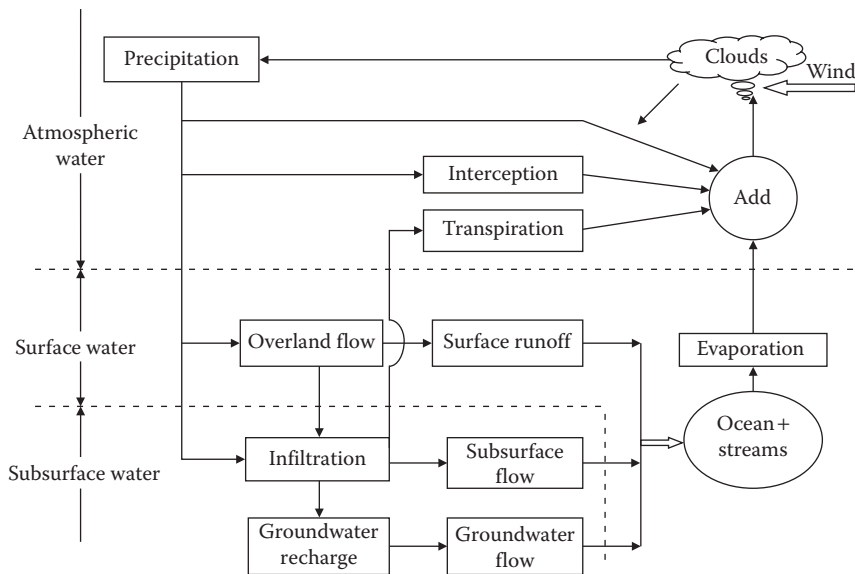 Precipitation
Clouds
Wind
Atmospheric
water
Interception
Add
Transpiration
Surface water
Overland flow
Surface runoff
Evaporation
Ocean+
streams
Subsurface water
Infiltration
Subsurface
flow
Groundwater
recharge
Groundwater
flow